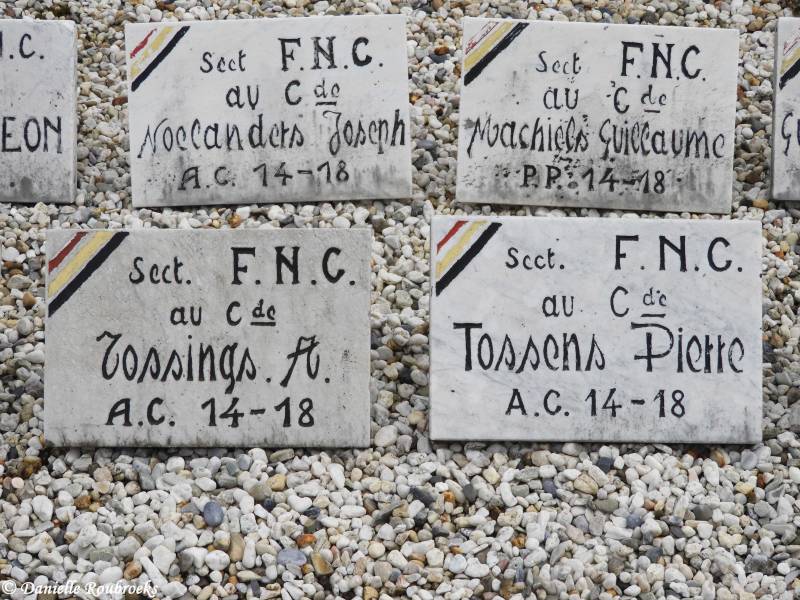 N.C.
EON
Sect F.N.C.
au Cde
Noelanders Joseph
A.C. 14-18
Sect. F.N.C.
au Cde
Machiels Guillaume
P.P. 14-18
Sect. F.N.C.
au Cde
Tossings. A.
A.C. 14-18
Sect. F.N.C.
au Cde
Tossens Pierre
A.C. 14-18
© Danielle Roubroeks